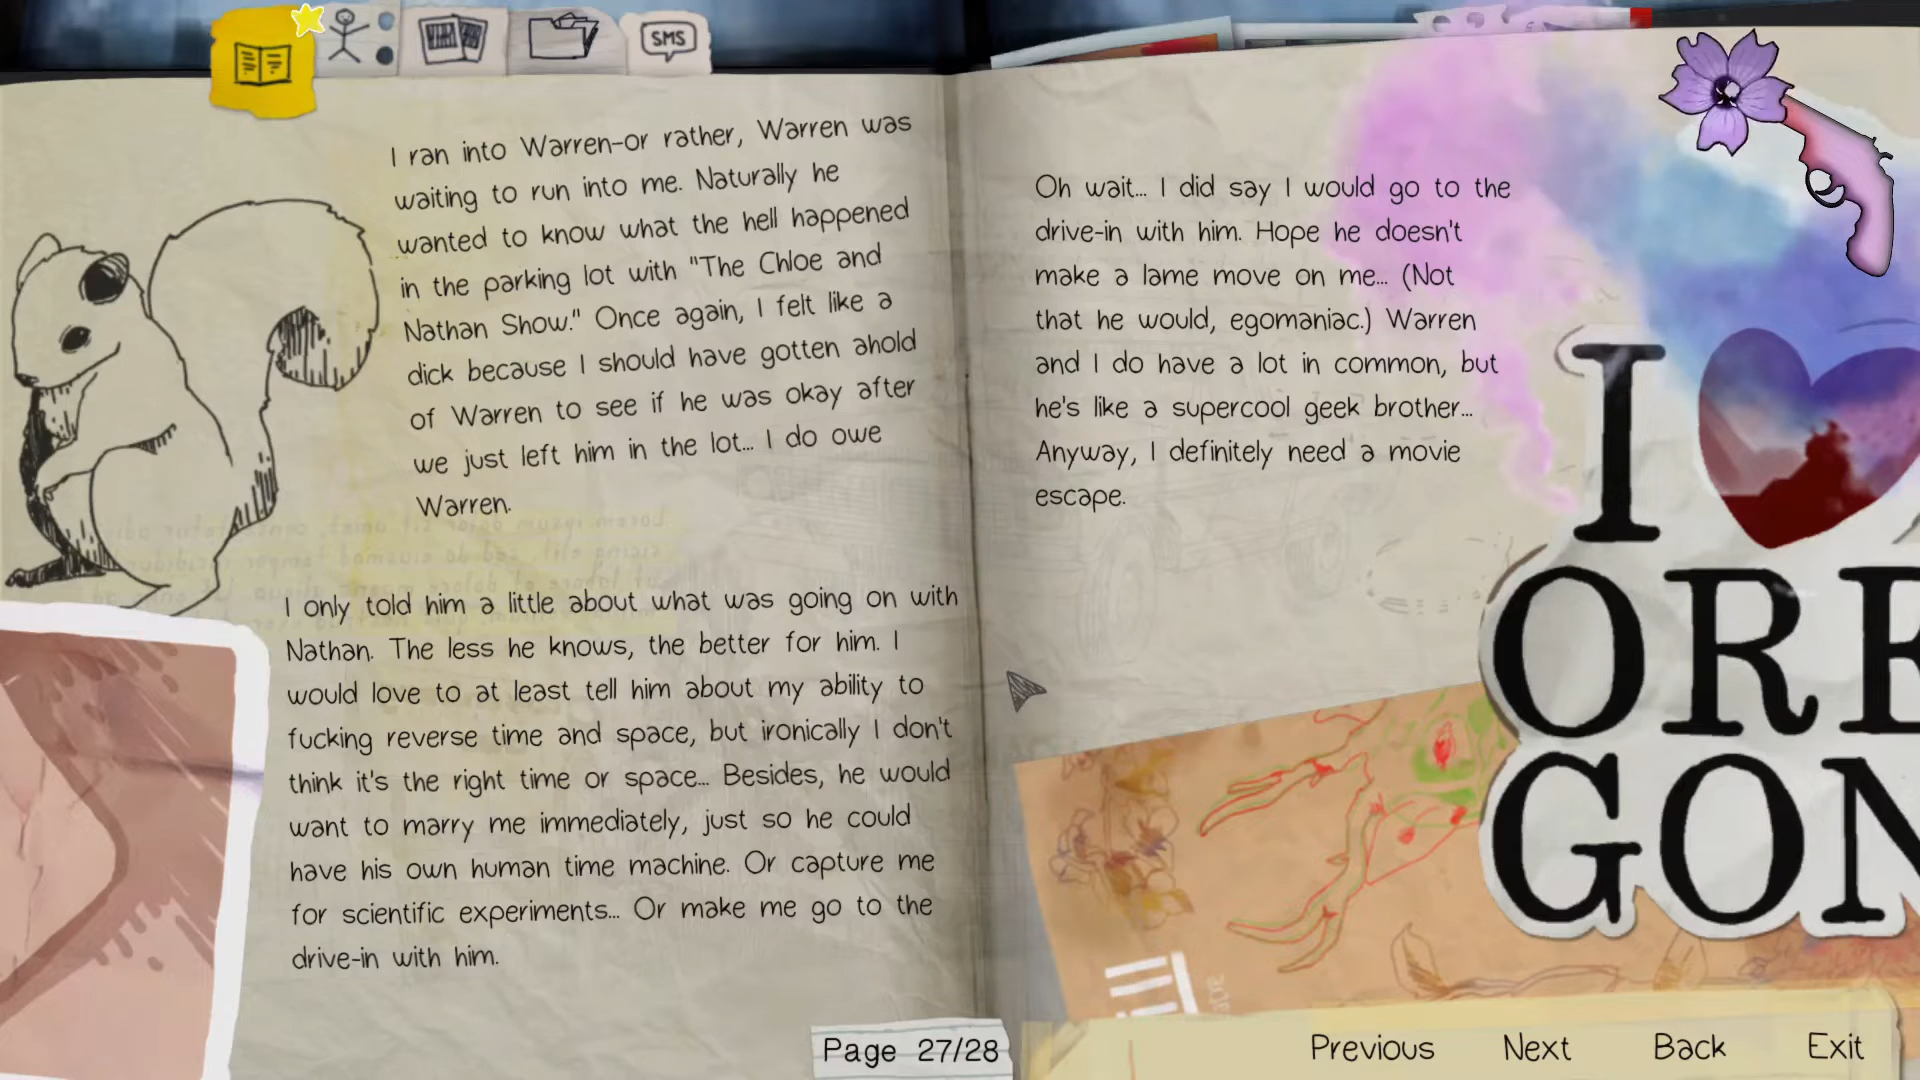 SMS
I ran into Warren-or rather, Warren was
waiting to run into me. Naturally he
wanted to know what the hell happened
in the parking lot with "The Chloe and
Nathan Show." Once again, I felt like a
dick because I should have gotten ahold
of Warren to see if he was okay after
we just left him in the lot... I do owe
Warren.
I only told him a little about what was going on with
Nathan. The less he knows, the better for him. I
would love to at least tell him about my ability to
fucking reverse time and space, but ironically I don't
think it's the right time or space... Besides, he would
want to marry me immediately, just so he could
have his own human time machine. Or capture me
for scientific experiments... Or make me go to the
drive-in with him.
Oh wait... I did say I would go to the
drive-in with him. Hope he doesn't
make a lame move on me... (Not
that he would, egomaniac.) Warren
and I do have a lot in common, but
he's like a supercool geek brother...
Anyway, I definitely need a movie
escape.
I
ORE
GON
Page 27/28
Previous Next Back Exit